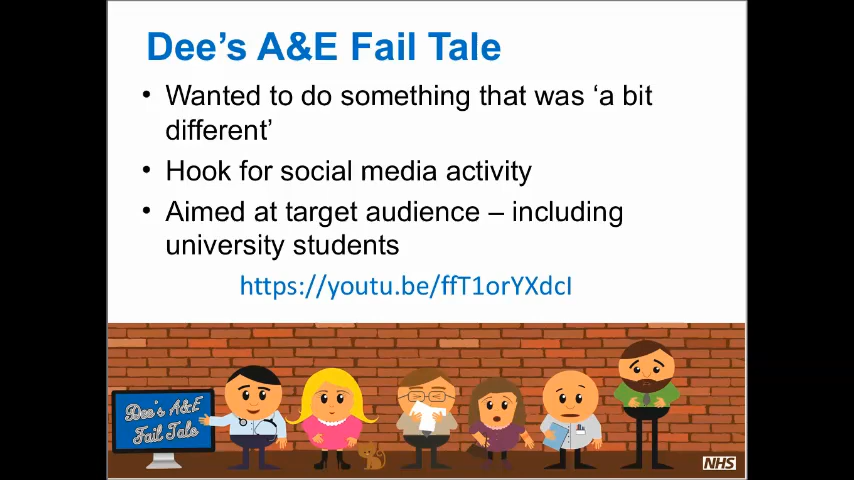 Dee’s A&E Fail Tale
• Wanted to do something that was ‘a bit
different’
• Hook for social media activity
• Aimed at target audience – including
university students
https://youtu.be/ffT1orYXdcI
Dee's A&E
Fail Tale
NHS